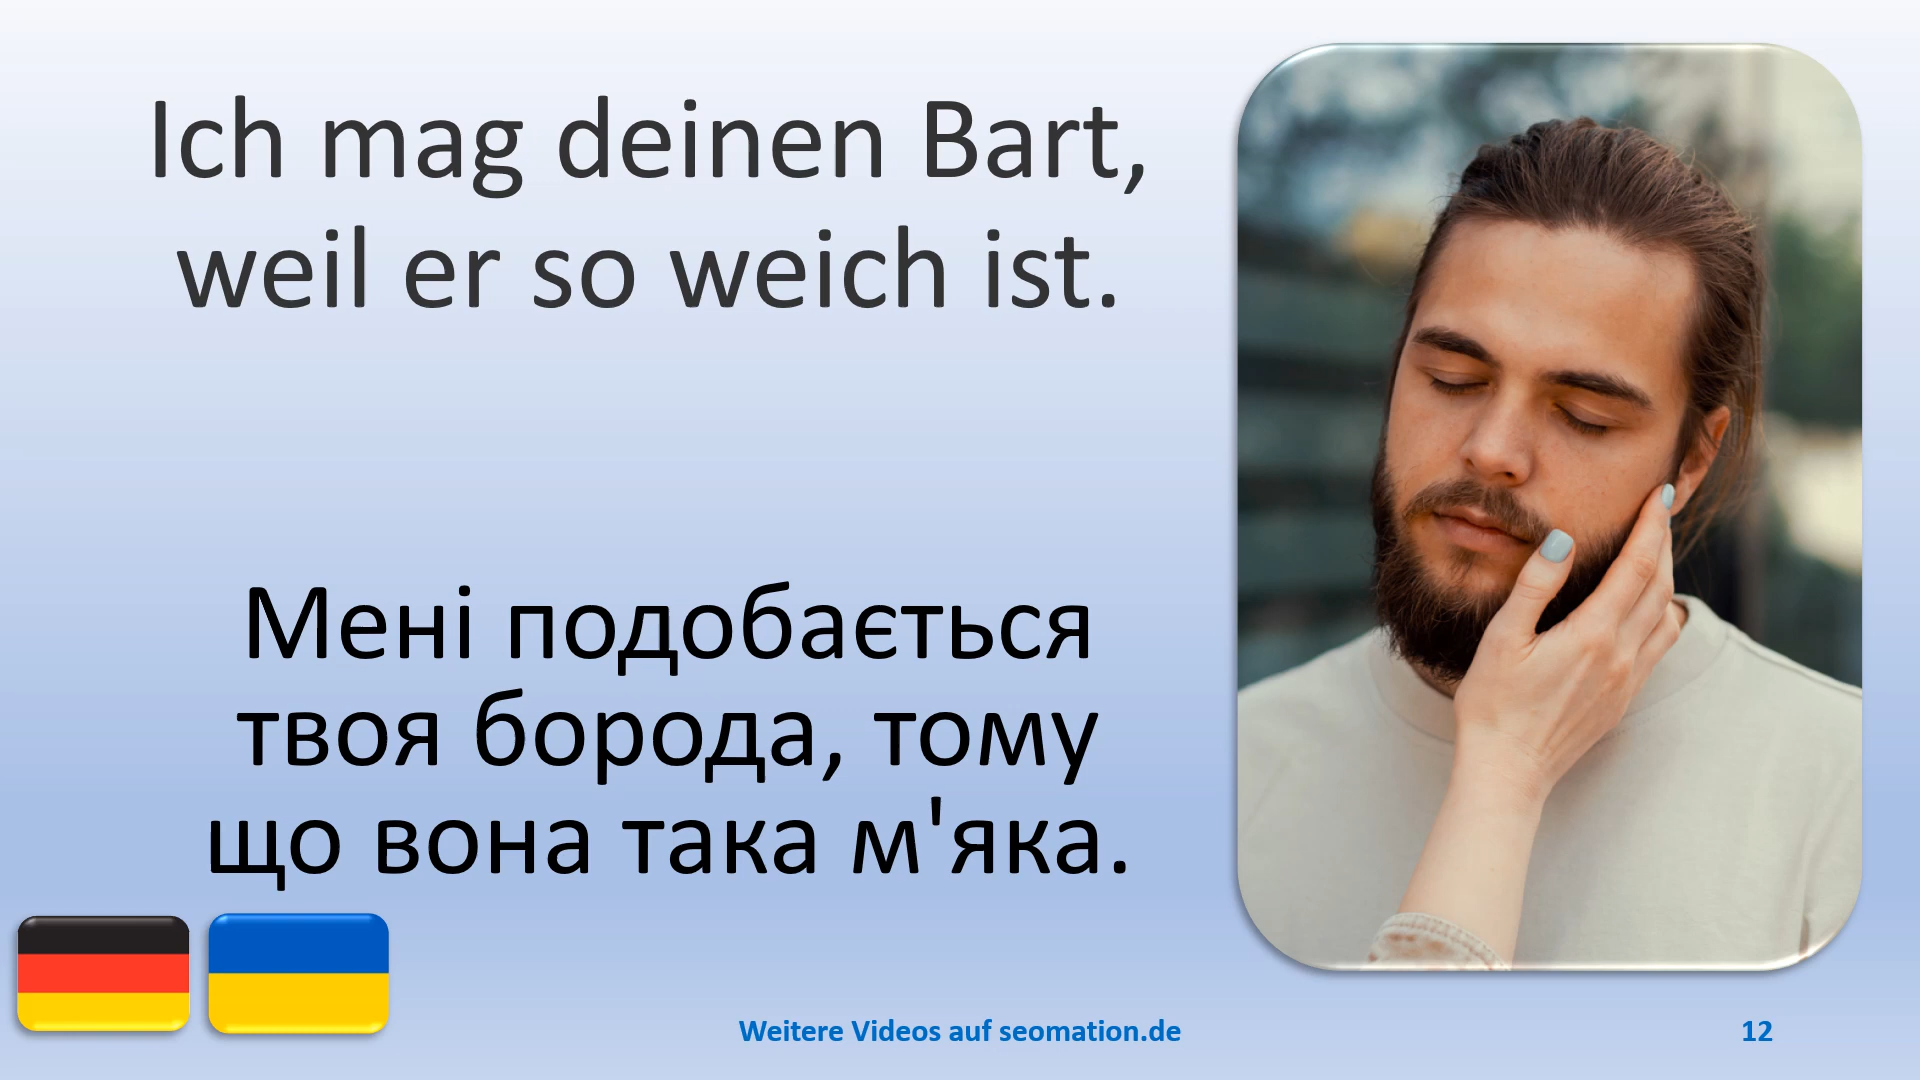 Ich mag deinen Bart,
weil er so weich ist.
Мені подобається
твоя борода, тому
що вона така м'яка.
Weitere Videos auf seomation.de
12